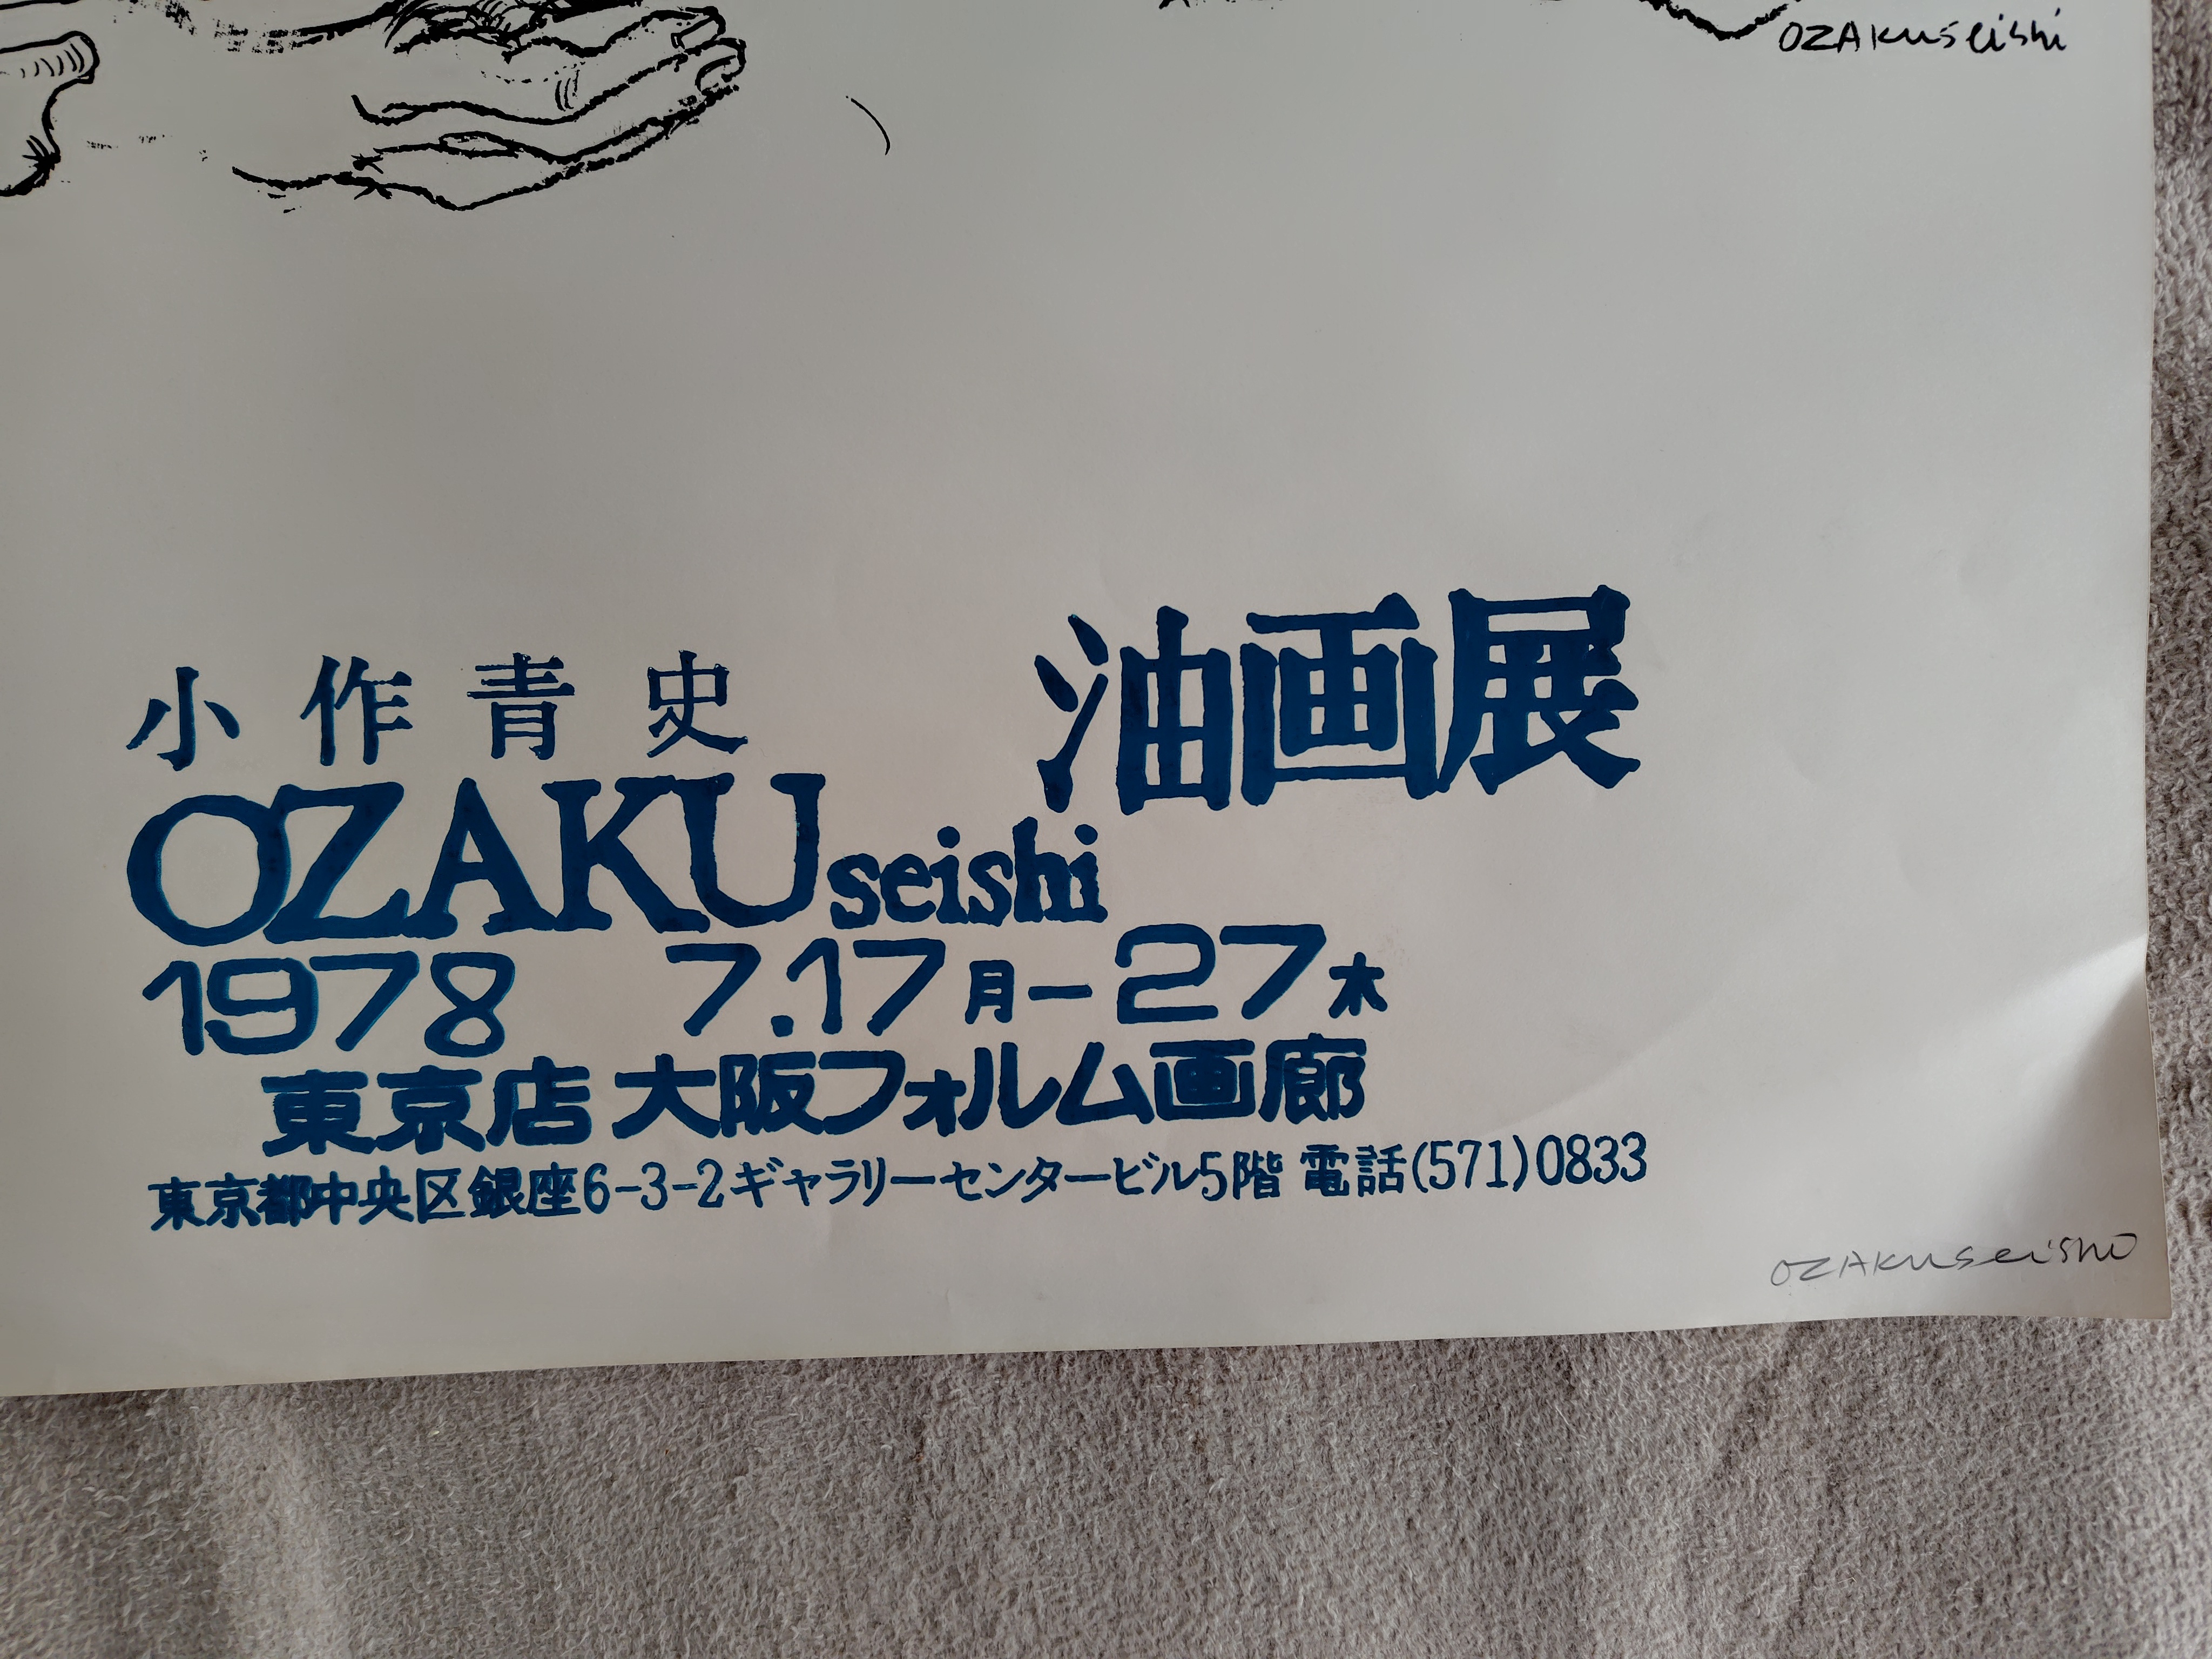 OZAKUseishi
小作青史 油画展
OZAKUseishi
1978 7.17月―27木
東京店 大阪フォルム画廊
東京都中央区銀座6-3-2ギャラリーセンタービル5階 電話(571)0833
OZAKUseishi